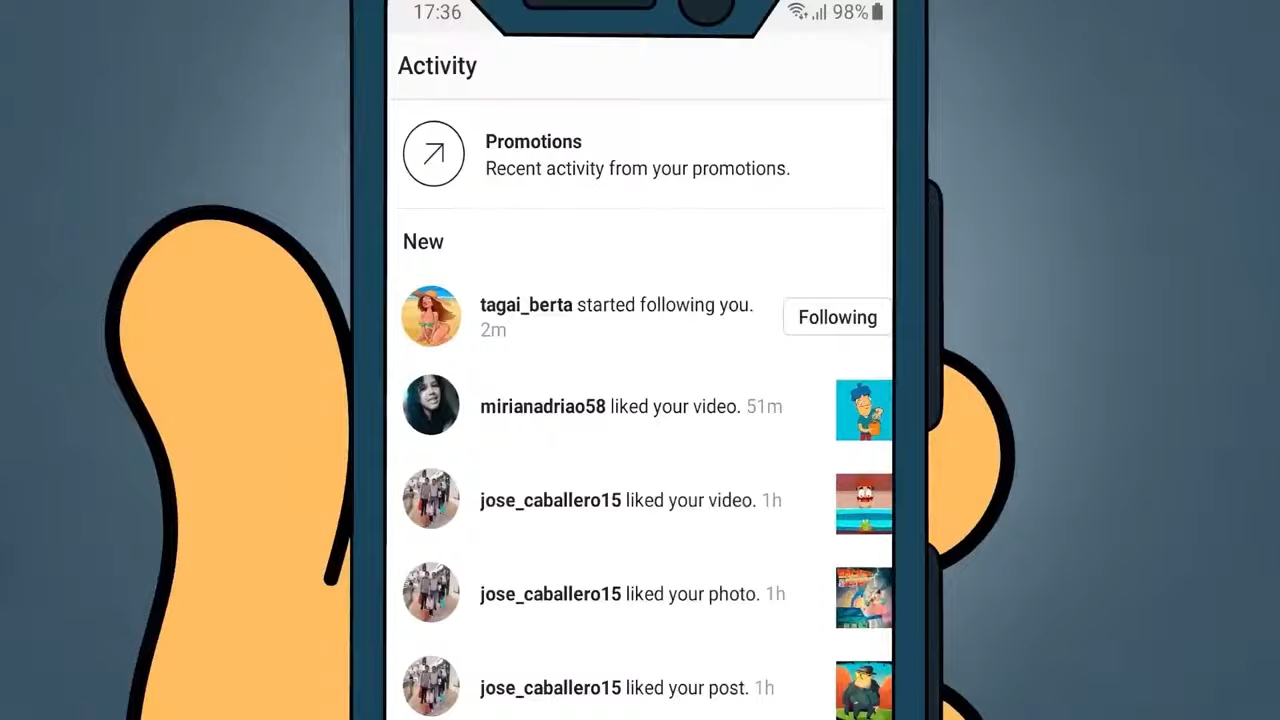 17:36 98%
Activity
Promotions
Recent activity from your promotions.
New
tagai_berta started following you.
2m
Following
mirianadriao58 liked your video. 51m
jose_caballero15 liked your video. 1h
jose_caballero15 liked your photo. 1h
jose_caballero15 liked your post. 1h